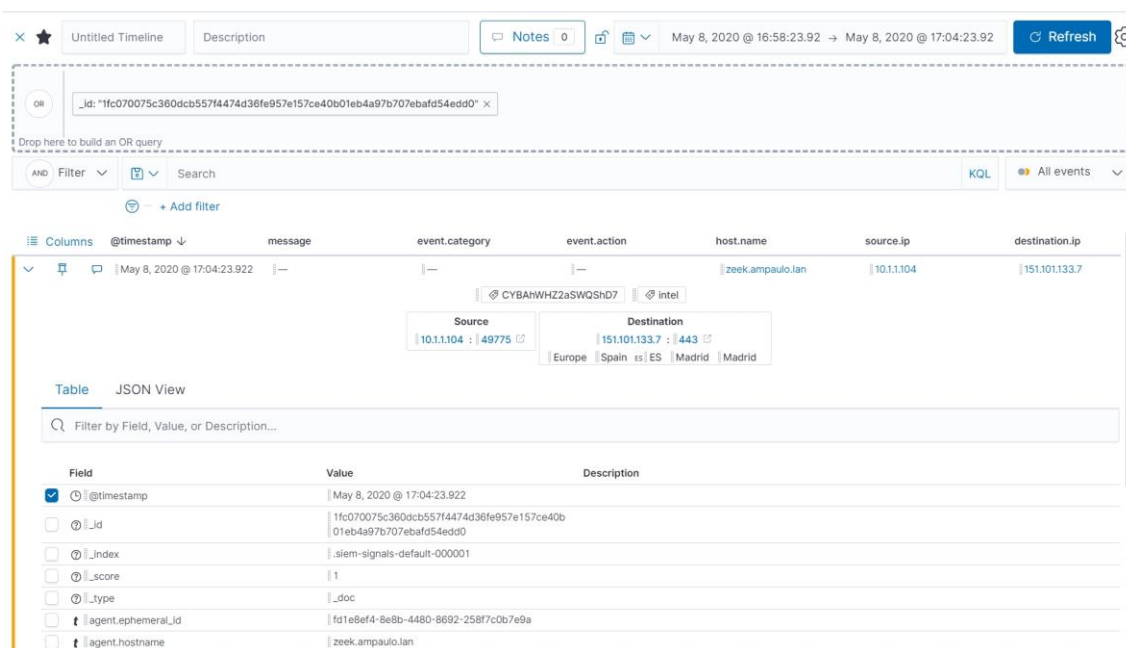 Untitled Timeline Description Notes 0 May 8, 2020 @ 16:58:23.92 → May 8, 2020 @ 17:04:23.92 Refresh
OR _id: "1fc070075c360dcb557f4474d36fe957e157ce40b01eb4a97b707ebafd54edd0" ×
Drop here to build an OR query
AND Filter Search KQL All events
+ Add filter
Columns @timestamp ↓ message event.category event.action host.name source.ip destination.ip
May 8, 2020 @ 17:04:23.922 — — — zeek.ampaulo.lan 10.1.1.104 151.101.133.7
CYBAhWHZ2aSWQShD7 intel
Source Destination
10.1.1.104 : 49775 151.101.133.7 : 443
Europe Spain ES ES Madrid Madrid
Table JSON View
Filter by Field, Value, or Description...
Field Value Description
@timestamp May 8, 2020 @ 17:04:23.922
_id 1fc070075c360dcb557f4474d36fe957e157ce40b
01eb4a97b707ebafd54edd0
_index .siem-signals-default-000001
_score 1
_type _doc
t agent.ephemeral_id fd1e8ef4-8e8b-4480-8692-258f7c0b7e9a
t agent.hostname zeek.ampaulo.lan